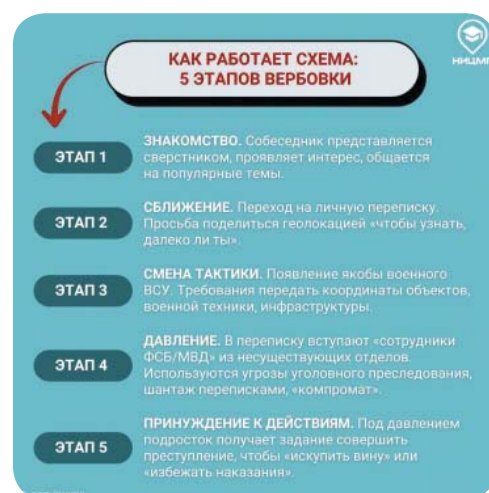 НИЦМП
КАК РАБОТАЕТ СХЕМА:
5 ЭТАПОВ ВЕРБОВКИ
ЭТАП 1
ЗНАКОМСТВО. Собеседник представляется
сверстником, проявляет интерес, общается
на популярные темы.
ЭТАП 2
СБЛИЖЕНИЕ. Переход на личную переписку.
Просьба поделиться геолокацией «чтобы узнать,
далеко ли ты».
ЭТАП 3
СМЕНА ТАКТИКИ. Появление якобы военного
ВСУ. Требования передать координаты объектов,
военной техники, инфраструктуры.
ЭТАП 4
ДАВЛЕНИЕ. В переписку вступают «сотрудники
ФСБ/МВД» из несуществующих отделов.
Используются угрозы уголовного преследования,
шантаж переписками, «компромат».
ЭТАП 5
ПРИНУЖДЕНИЕ К ДЕЙСТВИЯМ. Под давлением
подросток получает задание совершить
преступление, чтобы «искупить вину» или
«избежать наказания».